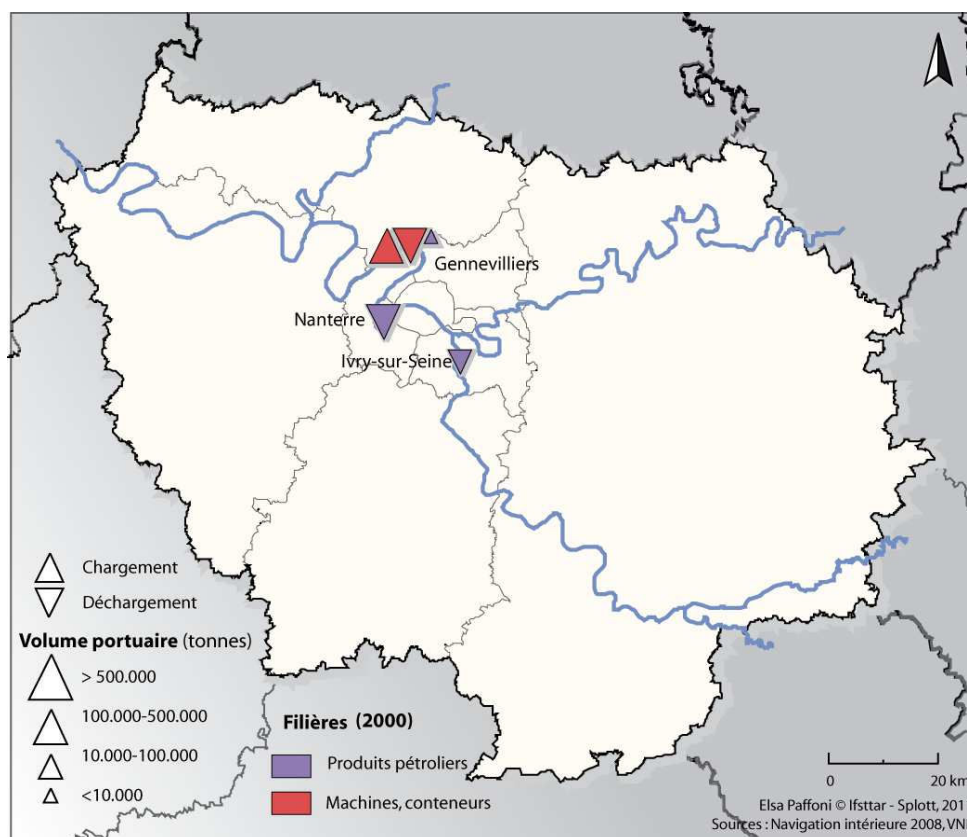 Gennevilliers
Nanterre
Ivry-sur-Seine
Chargement
Déchargement
Volume portuaire (tonnes)
> 500.000
100.000-500.000
10.000-100.000
<10.000
Filières (2000)
Produits pétroliers
Machines, conteneurs
0 20 km
Elsa Paffoni © Ifsttar - Splott, 201
Sources : Navigation intérieure 2008, VN